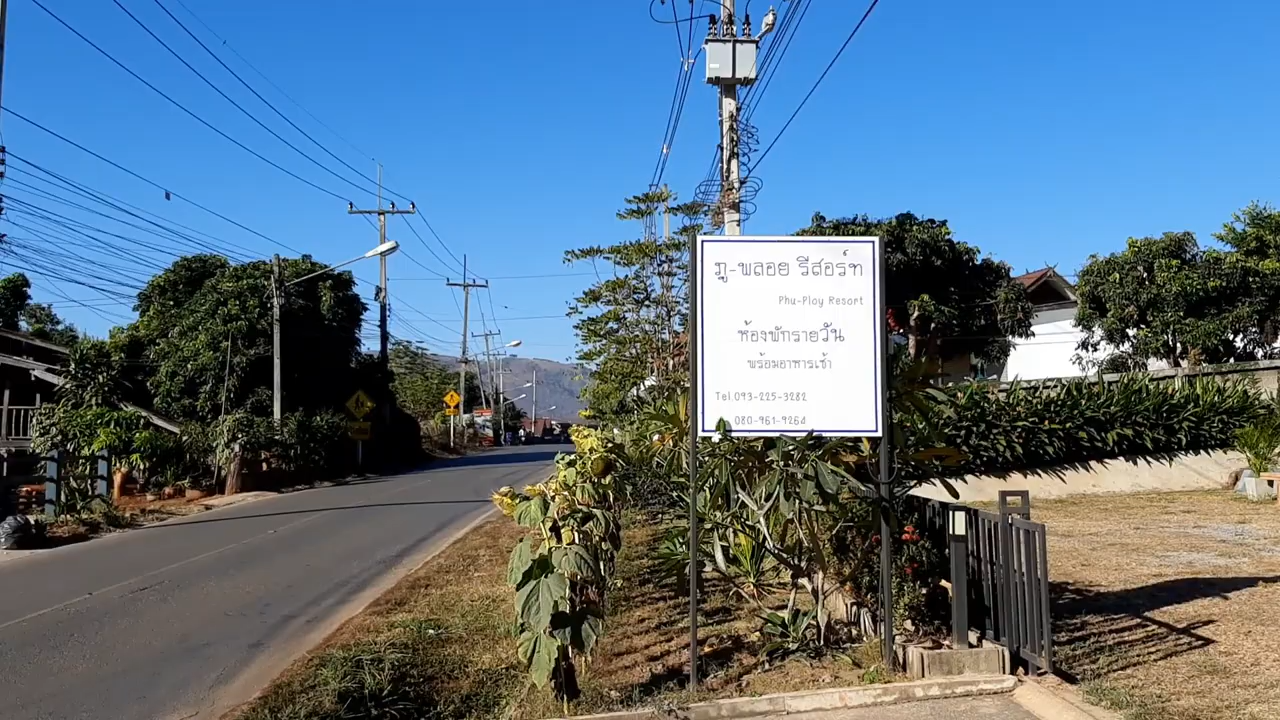 ภู-พลอย รีสอร์ท
Phu-Ploy Resort
ห้องพักรายวัน
พร้อมอาหารเช้า
Tel.093-225-3282
080-961-9264